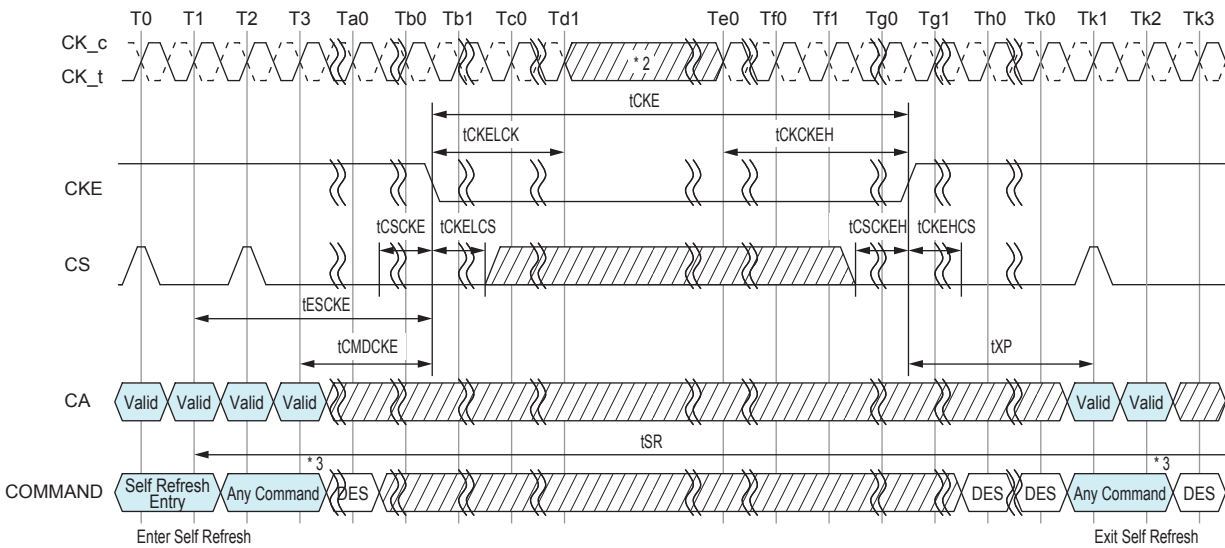 T0 T1 T2 T3 Ta0 Tb0 Tb1 Tc0 Td1 Te0 Tf0 Tf1 Tg0 Tg1 Th0 Tk0 Tk1 Tk2 Tk3
CK_c
CK_t
* 2
tCKE
tCKELCK tCKCKEH
CKE
tCSCKE tCKELCS tCSCKEH tCKEHCS
CS
tESCKE
tCMDCKE tXP
CA Valid Valid Valid Valid Valid Valid
tSR
* 3 * 3
COMMAND Self Refresh Entry Any Command DES DES DES Any Command DES
Enter Self Refresh Exit Self Refresh